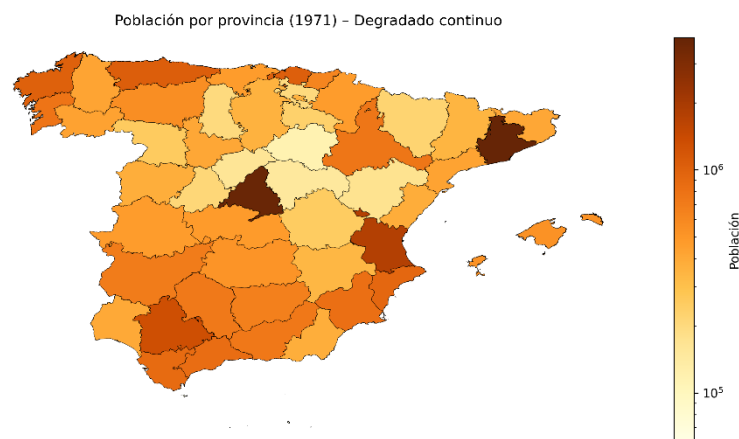 Población por provincia (1971) – Degradado continuo
10⁶
Población
10⁵